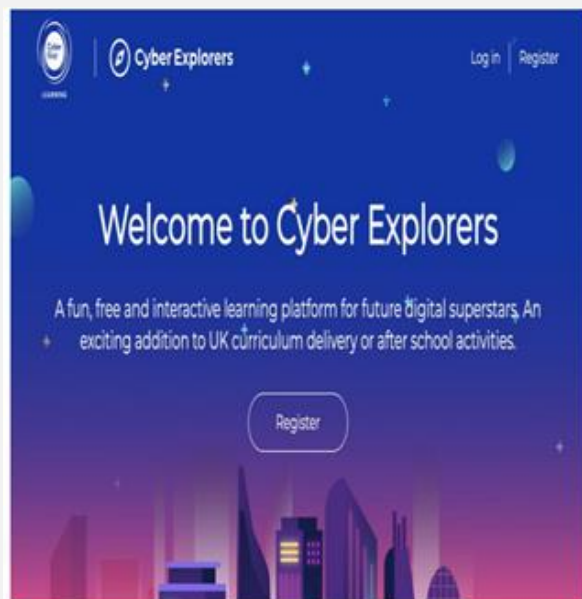 Cyber Explorers
Log in | Register
Welcome to Cyber Explorers
A fun, free and interactive learning platform for future digital superstars. An
exciting addition to UK curriculum delivery or after school activities.
Register